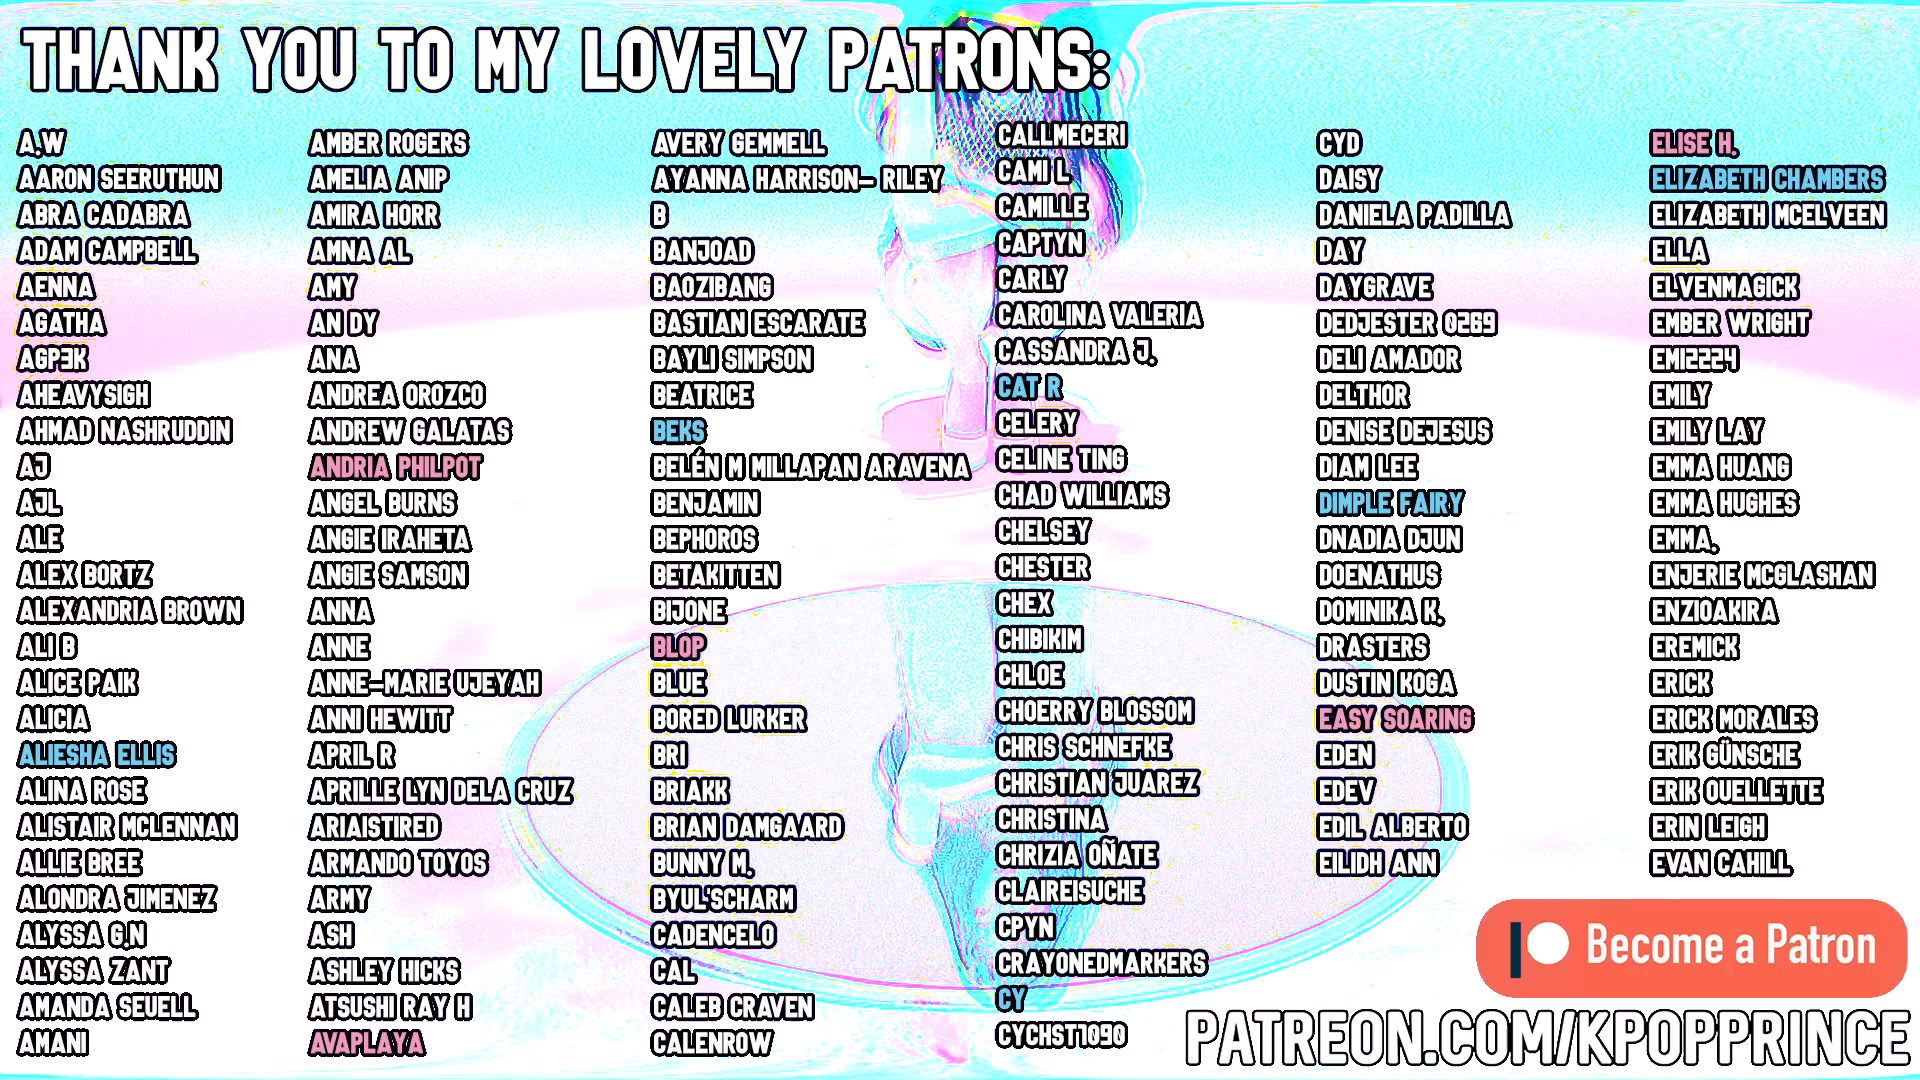 THANK YOU TO MY LOVELY PATRONS:
A.W
AARON SEERUTHUN
ABRA CADABRA
ADAM CAMPBELL
AENNA
AGATHA
AGP3K
AHEAVYSIGH
AHMAD NASHRUDDIN
AJ
AJL
ALE
ALEX BORTZ
ALEXANDRIA BROWN
ALI B
ALICE PAIK
ALICIA
ALIESHA ELLIS
ALINA ROSE
ALISTAIR MCLENNAN
ALLIE BREE
ALONDRA JIMENEZ
ALYSSA G.N
ALYSSA ZANT
AMANDA SEUELL
AMANI
AMBER ROGERS
AMELIA ANIP
AMIRA HORR
AMNA AL
AMY
AN DY
ANA
ANDREA OROZCO
ANDREW GALATAS
ANDRIA PHILPOT
ANGEL BURNS
ANGIE IRAHETA
ANGIE SAMSON
ANNA
ANNE
ANNE-MARIE UJEYAH
ANNI HEWITT
APRIL R
APRILLE LYN DELA CRUZ
ARIAISTIRED
ARMANDO TOYOS
ARMY
ASH
ASHLEY HICKS
ATSUSHI RAY H
AVAPLAYA
AVERY GEMMELL
AYANNA HARRISON- RILEY
B
BANJOAD
BAOZIBANG
BASTIAN ESCARATE
BAYLI SIMPSON
BEATRICE
BEKS
BELÉN M MILLAPAN ARAVENA
BENJAMIN
BEPHOROS
BETAKITTEN
BIJONE
BLOP
BLUE
BORED LURKER
BRI
BRIAKK
BRIAN DAMGAARD
BUNNY M.
BYUL'SCHARM
CADENCELO
CAL
CALEB CRAVEN
CALENROW
CALLMECERI
CAMI L
CAMILLE
CAPTYN
CARLY
CAROLINA VALERIA
CASSANDRA J.
CAT R
CELERY
CELINE TING
CHAD WILLIAMS
CHELSEY
CHESTER
CHEX
CHIBIKIM
CHLOE
CHOERRY BLOSSOM
CHRIS SCHNEFKE
CHRISTIAN JUAREZ
CHRISTINA
CHRIZIA OÑATE
CLAIREISUCHE
CPYN
CRAYONEDMARKERS
CY
CYCHST1090
CYD
DAISY
DANIELA PADILLA
DAY
DAYGRAVE
DEDJESTER 0269
DELI AMADOR
DELTHOR
DENISE DEJESUS
DIAM LEE
DIMPLE FAIRY
DNADIA DJUN
DOENATHUS
DOMINIKA K.
DRASTERS
DUSTIN KOGA
EASY SOARING
EDEN
EDEV
EDIL ALBERTO
EILIDH ANN
ELISE H.
ELIZABETH CHAMBERS
ELIZABETH MCELVEEN
ELLA
ELVENMAGICK
EMBER WRIGHT
EMI2224
EMILY
EMILY LAY
EMMA HUANG
EMMA HUGHES
EMMA.
ENJERIE MCGLASHAN
ENZIOAKIRA
EREMICK
ERICK
ERICK MORALES
ERIK GÜNSCHE
ERIK OUELLETTE
ERIN LEIGH
EVAN CAHILL
Become a Patron
PATREON.COM/KPOPPRINCE